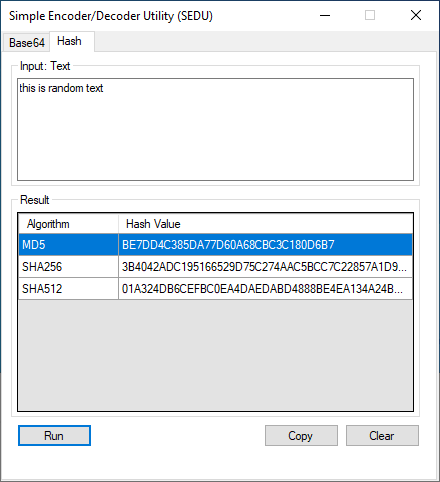 Simple Encoder/Decoder Utility (SEDU)
Base64 Hash
Input: Text
this is random text
Result
Algorithm Hash Value
MD5 BE7DD4C385DA77D60A68CBC3C180D6B7
SHA256 3B4042ADC195166529D75C274AAC5BCC7C22857A1D9...
SHA512 01A324DB6CEFBC0EA4DAEDABD4888BE4EA134A24B...
Run Copy Clear